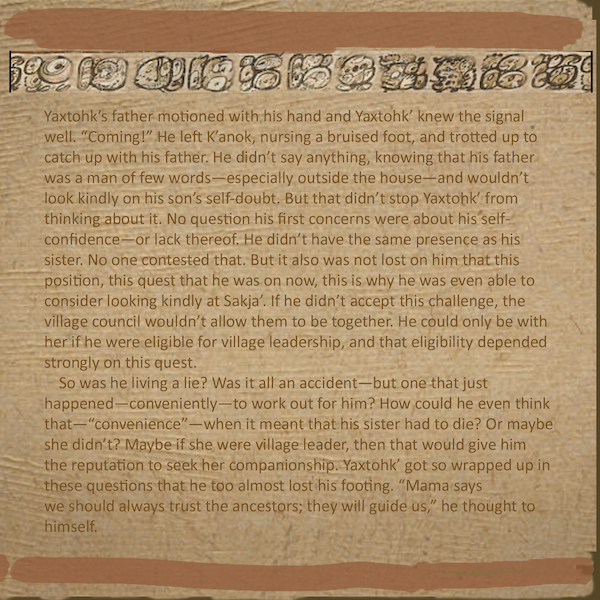 Yaxtohk's father motioned with his hand and Yaxtohk' knew the signal
well. “Coming!” He left K'anok, nursing a bruised foot, and trotted up to
catch up with his father. He didn't say anything, knowing that his father
was a man of few words—especially outside the house—and wouldn't
look kindly on his son's self-doubt. But that didn't stop Yaxtohk' from
thinking about it. No question his first concerns were about his self-
confidence—or lack thereof. He didn't have the same presence as his
sister. No one contested that. But it also was not lost on him that this
position, this quest that he was on now, this is why he was even able to
consider looking kindly at Sakja'. If he didn't accept this challenge, the
village council wouldn't allow them to be together. He could only be with
her if he were eligible for village leadership, and that eligibility depended
strongly on this quest.
So was he living a lie? Was it all an accident—but one that just
happened—conveniently—to work out for him? How could he even think
that—“convenience”—when it meant that his sister had to die? Or maybe
she didn't? Maybe if she were village leader, then that would give him
the reputation to seek her companionship. Yaxtohk' got so wrapped up in
these questions that he too almost lost his footing. “Mama says
we should always trust the ancestors; they will guide us,” he thought to
himself.